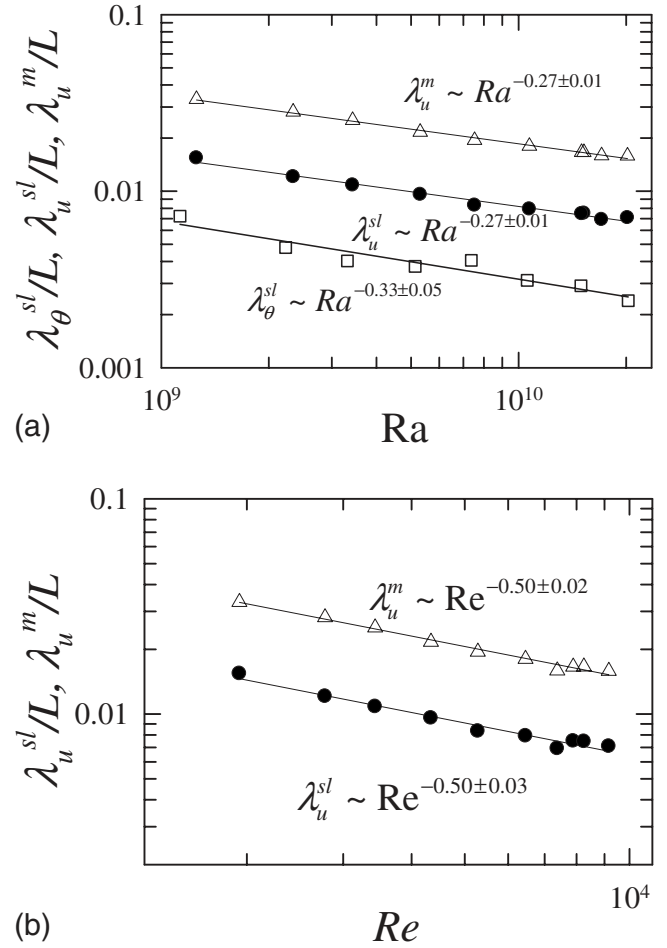 0.1
0.01
0.001
λ_θ^{sl}/L, λ_u^{sl}/L, λ_u^m/L
λ_u^m ~ Ra^{-0.27±0.01}
λ_u^{sl} ~ Ra^{-0.27±0.01}
λ_θ^{sl} ~ Ra^{-0.33±0.05}
10^9
10^{10}
(a)
Ra
0.1
0.01
λ_u^{sl}/L, λ_u^m/L
λ_u^m ~ Re^{-0.50±0.02}
λ_u^{sl} ~ Re^{-0.50±0.03}
10^4
(b)
Re